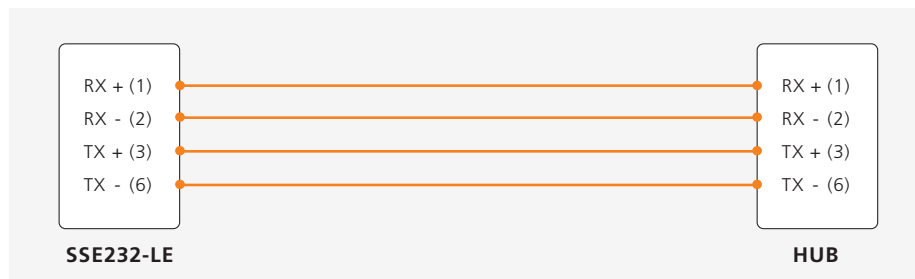 RX + (1) RX + (1)
RX - (2) RX - (2)
TX + (3) TX + (3)
TX - (6) TX - (6)
SSE232-LE HUB